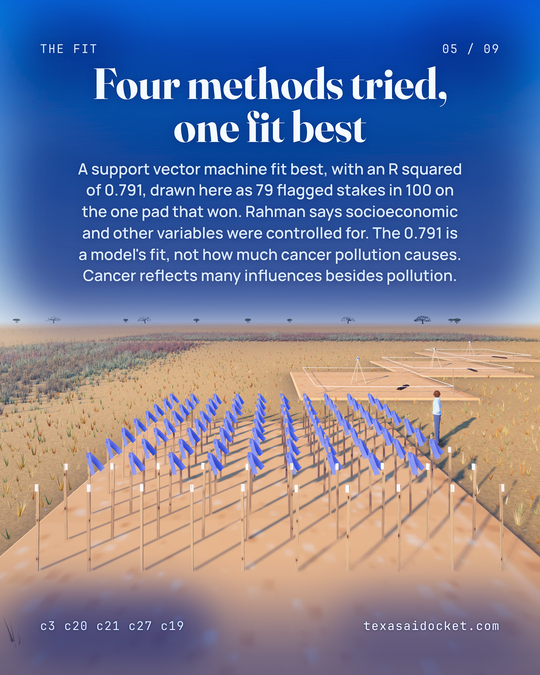 THE FIT
05 / 09
Four methods tried,
one fit best
A support vector machine fit best, with an R squared
of 0.791, drawn here as 79 flagged stakes in 100 on
the one pad that won. Rahman says socioeconomic
and other variables were controlled for. The 0.791 is
a model's fit, not how much cancer pollution causes.
Cancer reflects many influences besides pollution.
c3 c20 c21 c27 c19
texasaidocket.com